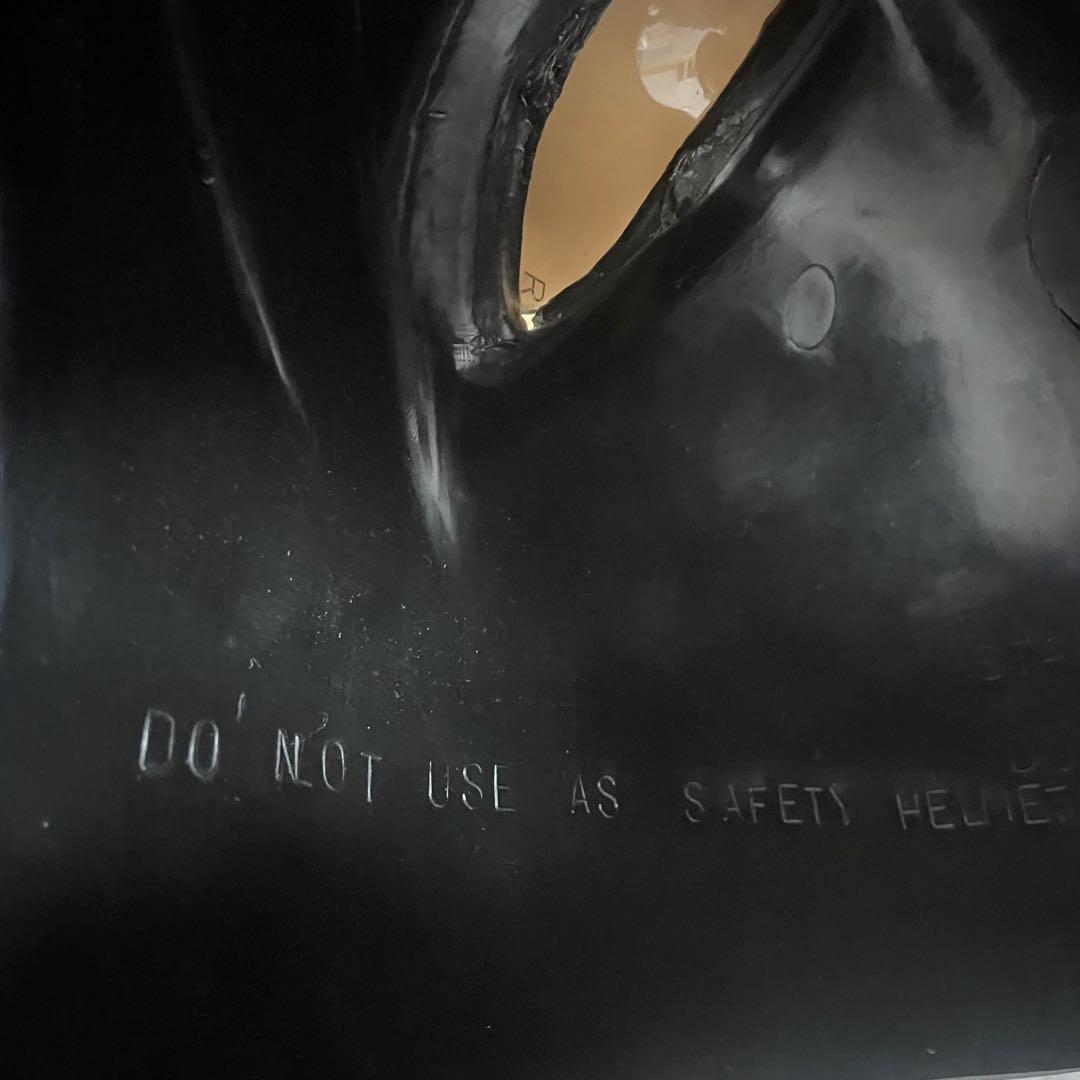 R
DO NOT USE AS SAFETY HELMET